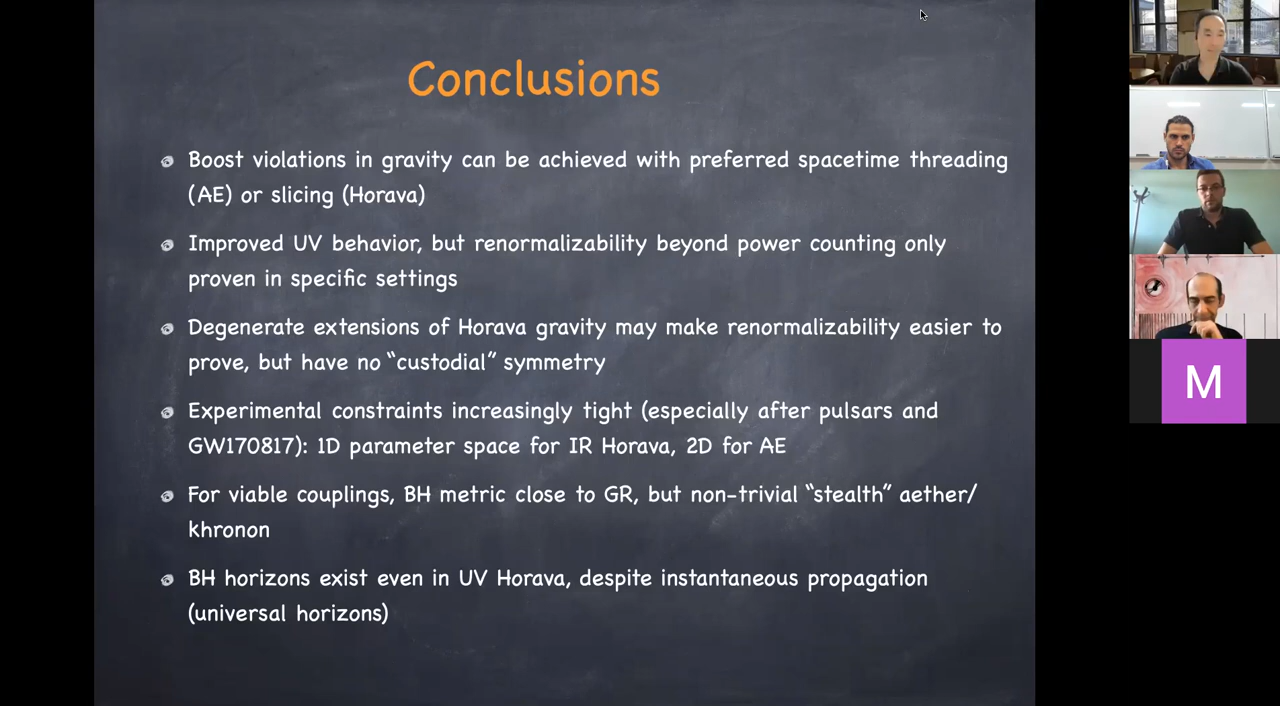 Conclusions
Boost violations in gravity can be achieved with preferred spacetime threading
(AE) or slicing (Horava)
Improved UV behavior, but renormalizability beyond power counting only
proven in specific settings
Degenerate extensions of Horava gravity may make renormalizability easier to
prove, but have no “custodial” symmetry
Experimental constraints increasingly tight (especially after pulsars and
GW170817): 1D parameter space for IR Horava, 2D for AE
For viable couplings, BH metric close to GR, but non-trivial “stealth” aether/
khronon
BH horizons exist even in UV Horava, despite instantaneous propagation
(universal horizons)
M